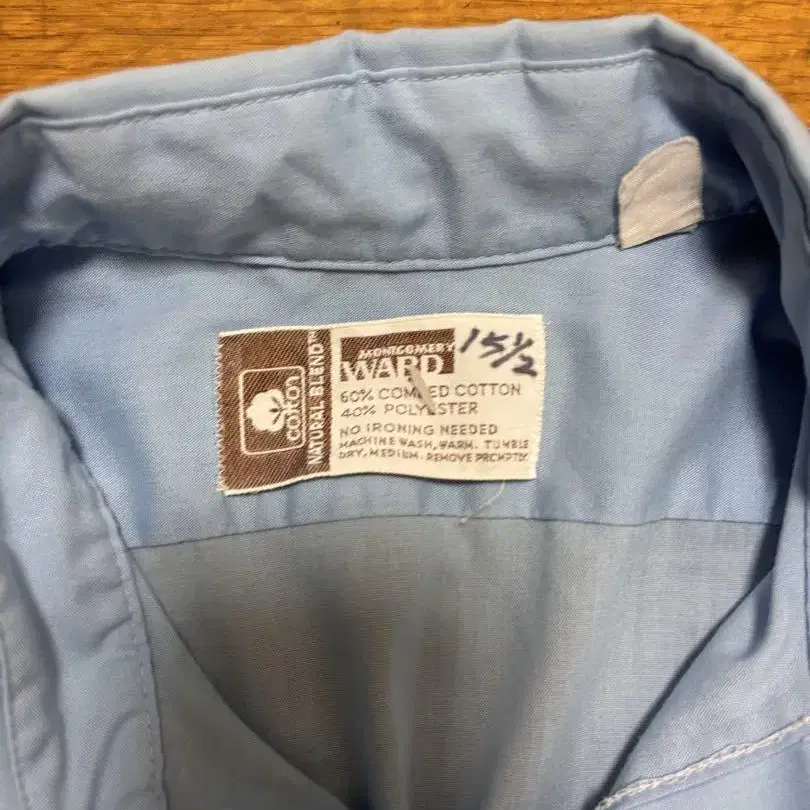 cotton
NATURAL BLEND™
MONTGOMERY
WARD
15½
60% COMBED COTTON
40% POLYESTER
NO IRONING NEEDED
MACHINE WASH, WARM. TUMBLE
DRY, MEDIUM. REMOVE PROMPTLY